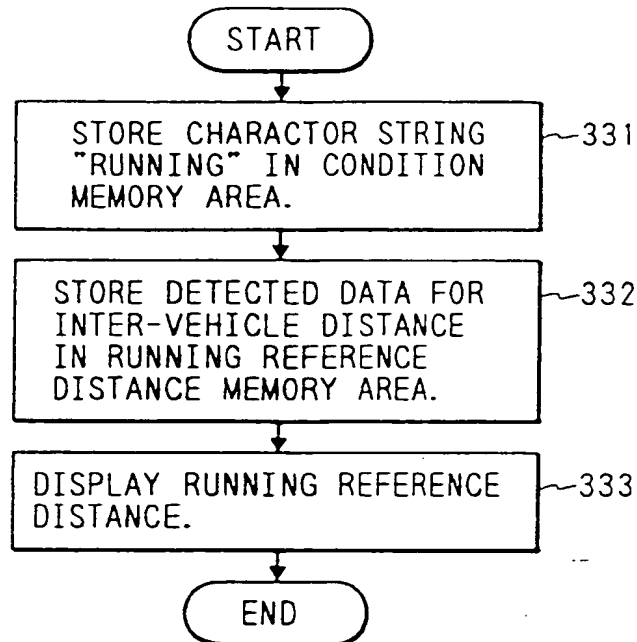 START
STORE CHARACTOR STRING
"RUNNING" IN CONDITION
MEMORY AREA.
331
STORE DETECTED DATA FOR
INTER-VEHICLE DISTANCE
IN RUNNING REFERENCE
DISTANCE MEMORY AREA.
332
DISPLAY RUNNING REFERENCE
DISTANCE.
333
END